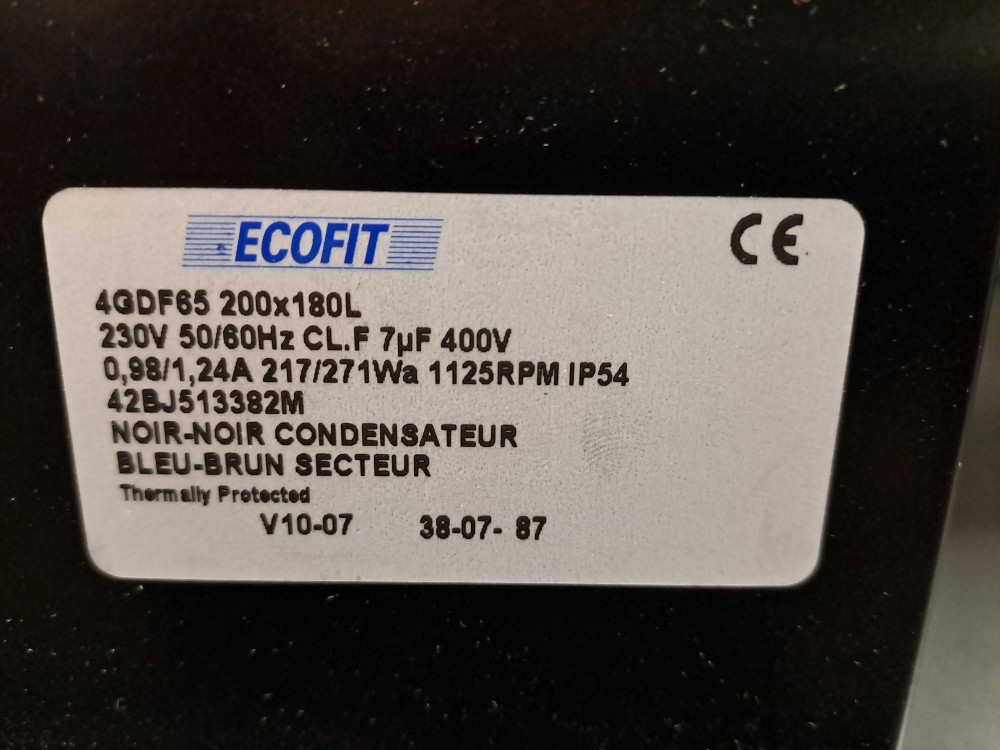 ECOFIT CE
4GDF65 200x180L
230V 50/60Hz CL.F 7µF 400V
0,98/1,24A 217/271Wa 1125RPM IP54
42BJ513382M
NOIR-NOIR CONDENSATEUR
BLEU-BRUN SECTEUR
Thermally Protected
V10-07 38-07- 87